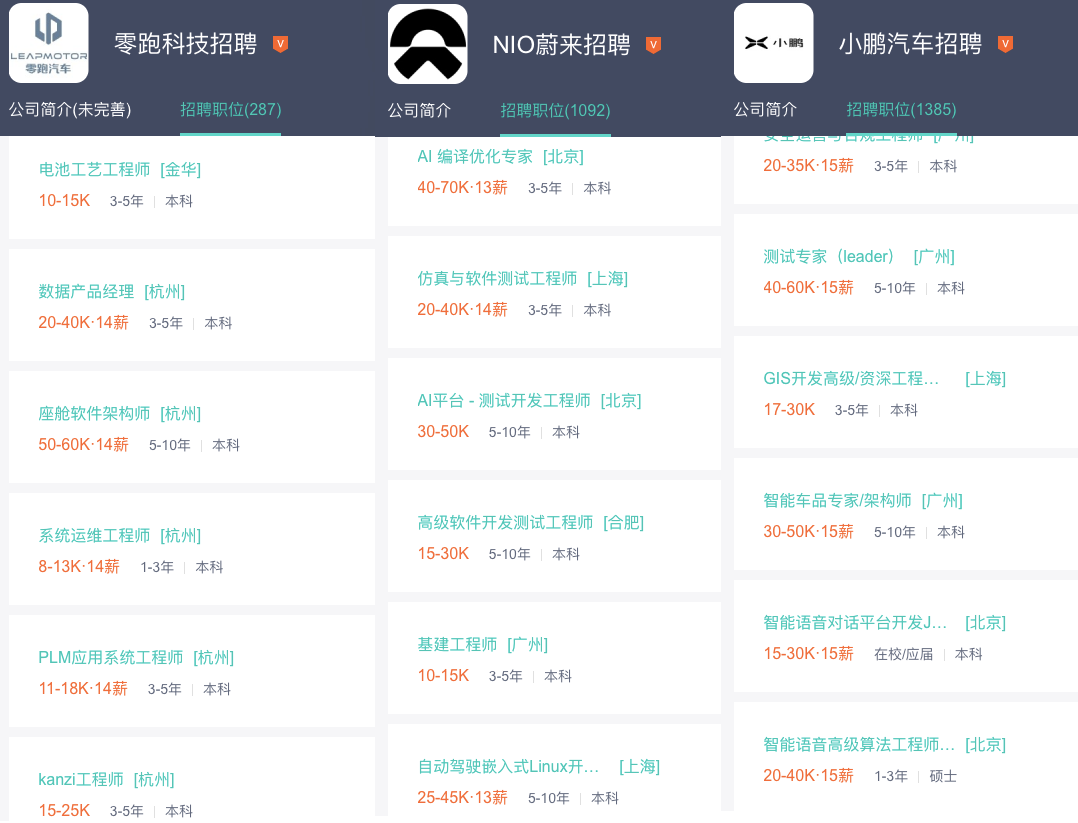 LEAPMOTOR
零跑汽车
零跑科技招聘
V
公司简介(未完善)
招聘职位(287)
电池工艺工程师 [金华]
10-15K 3-5年 本科
数据产品经理 [杭州]
20-40K·14薪 3-5年 本科
座舱软件架构师 [杭州]
50-60K·14薪 5-10年 本科
系统运维工程师 [杭州]
8-13K·14薪 1-3年 本科
PLM应用系统工程师 [杭州]
11-18K·14薪 3-5年 本科
kanzi工程师 [杭州]
15-25K 3-5年 本科
NIO蔚来招聘
V
公司简介
招聘职位(1092)
AI 编译优化专家 [北京]
40-70K·13薪 3-5年 本科
仿真与软件测试工程师 [上海]
20-40K·14薪 3-5年 本科
AI平台 - 测试开发工程师 [北京]
30-50K 5-10年 本科
高级软件开发测试工程师 [合肥]
15-30K 5-10年 本科
基建工程师 [广州]
10-15K 3-5年 本科
自动驾驶嵌入式Linux开… [上海]
25-45K·13薪 5-10年 本科
小鹏
小鹏汽车招聘
V
公司简介
招聘职位(1385)
安全运营与合规工程师 [广州]
20-35K·15薪 3-5年 本科
测试专家（leader） [广州]
40-60K·15薪 5-10年 本科
GIS开发高级/资深工程… [上海]
17-30K 3-5年 本科
智能车品专家/架构师 [广州]
30-50K·15薪 5-10年 本科
智能语音对话平台开发J… [北京]
15-30K·15薪 在校/应届 本科
智能语音高级算法工程师… [北京]
20-40K·15薪 1-3年 硕士